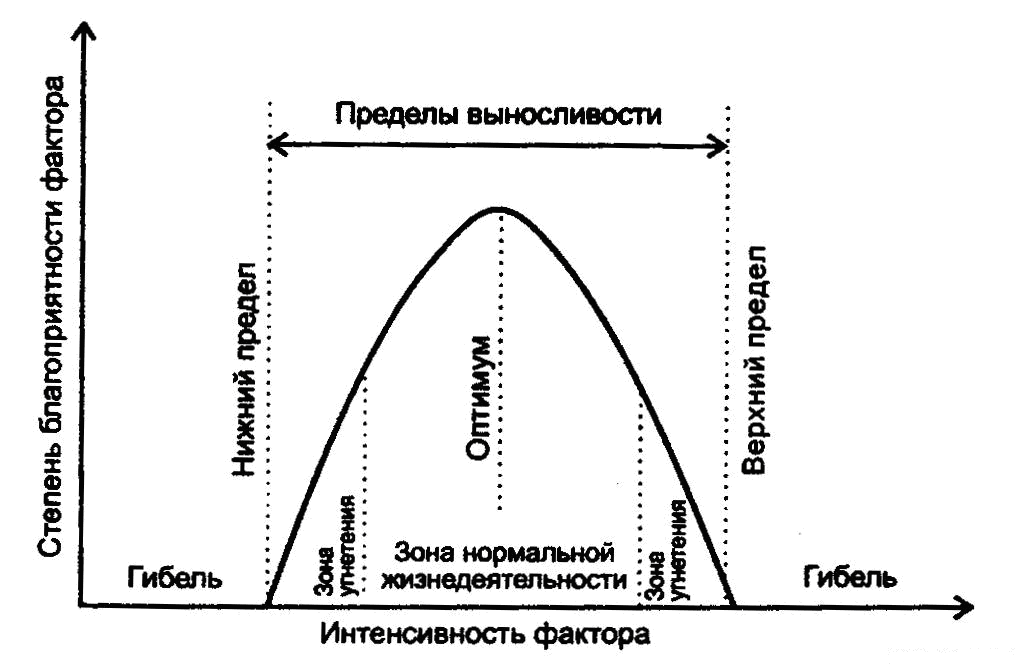 Степень благоприятности фактора
Пределы выносливости
Нижний предел
Оптимум
Верхний предел
Гибель
Зона
угнетения
Зона нормальной
жизнедеятельности
Зона
угнетения
Гибель
Интенсивность фактора